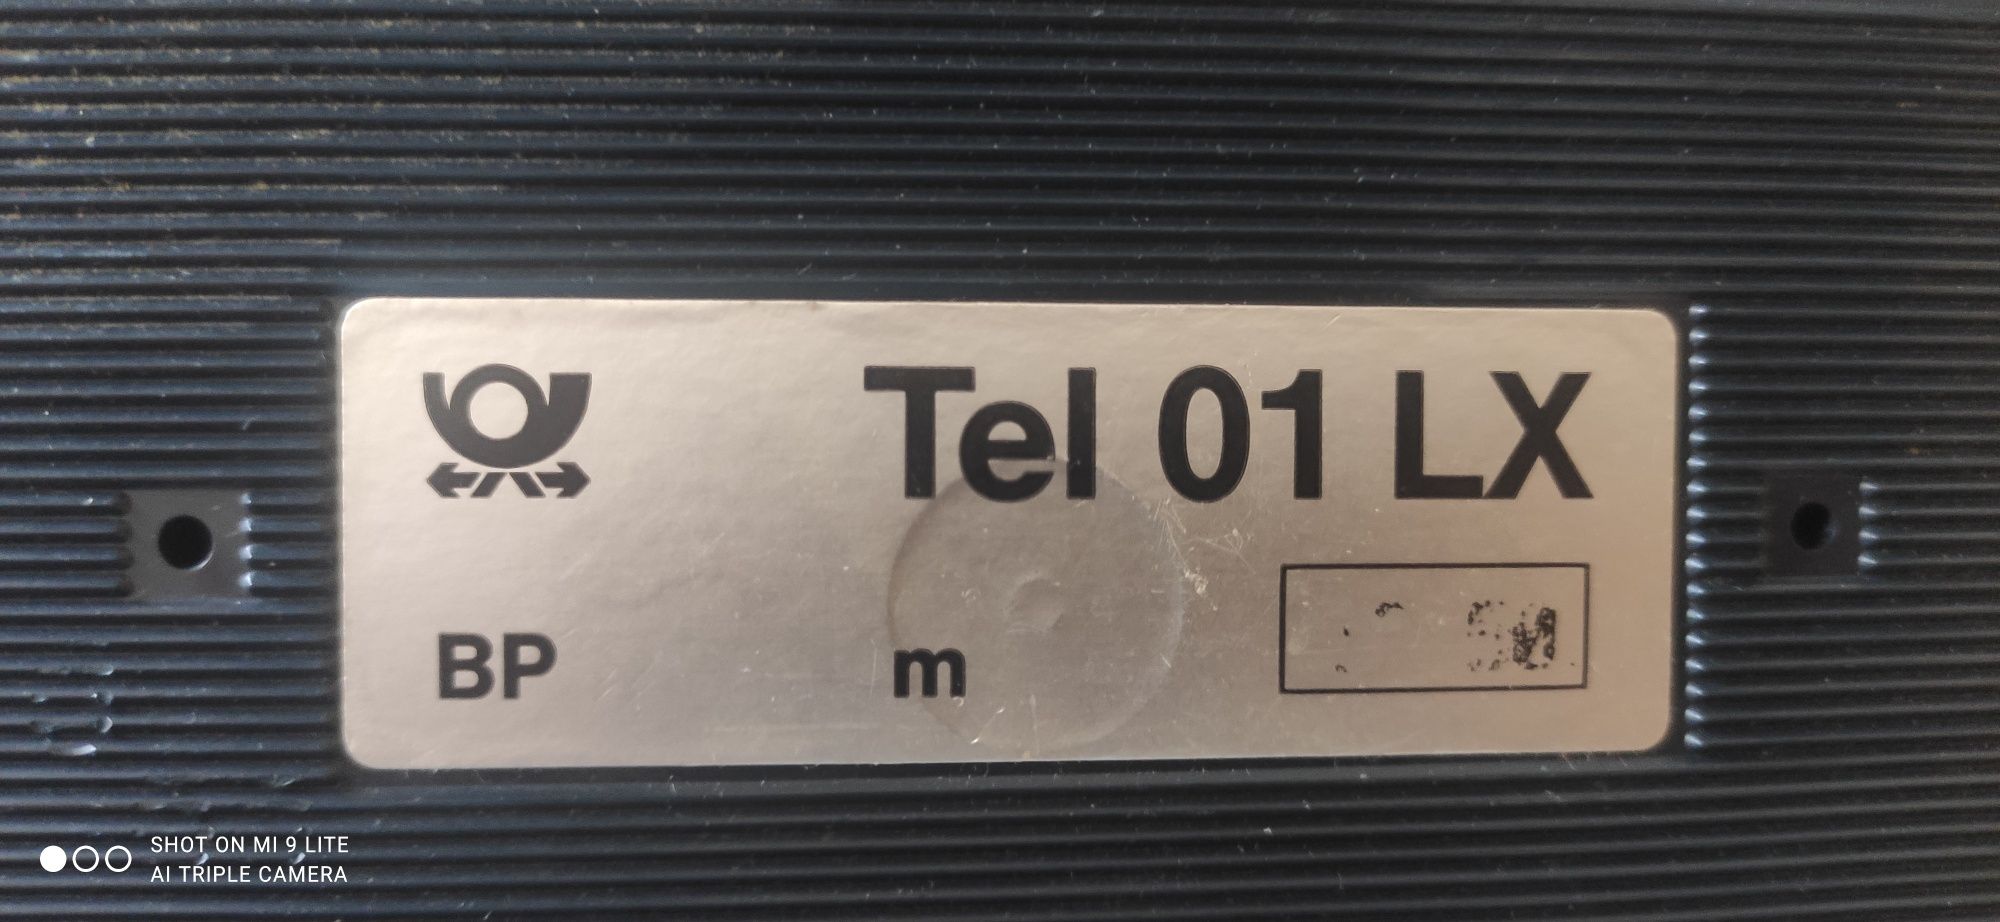 Tel 01 LX
BP m
SHOT ON MI 9 LITE
AI TRIPLE CAMERA